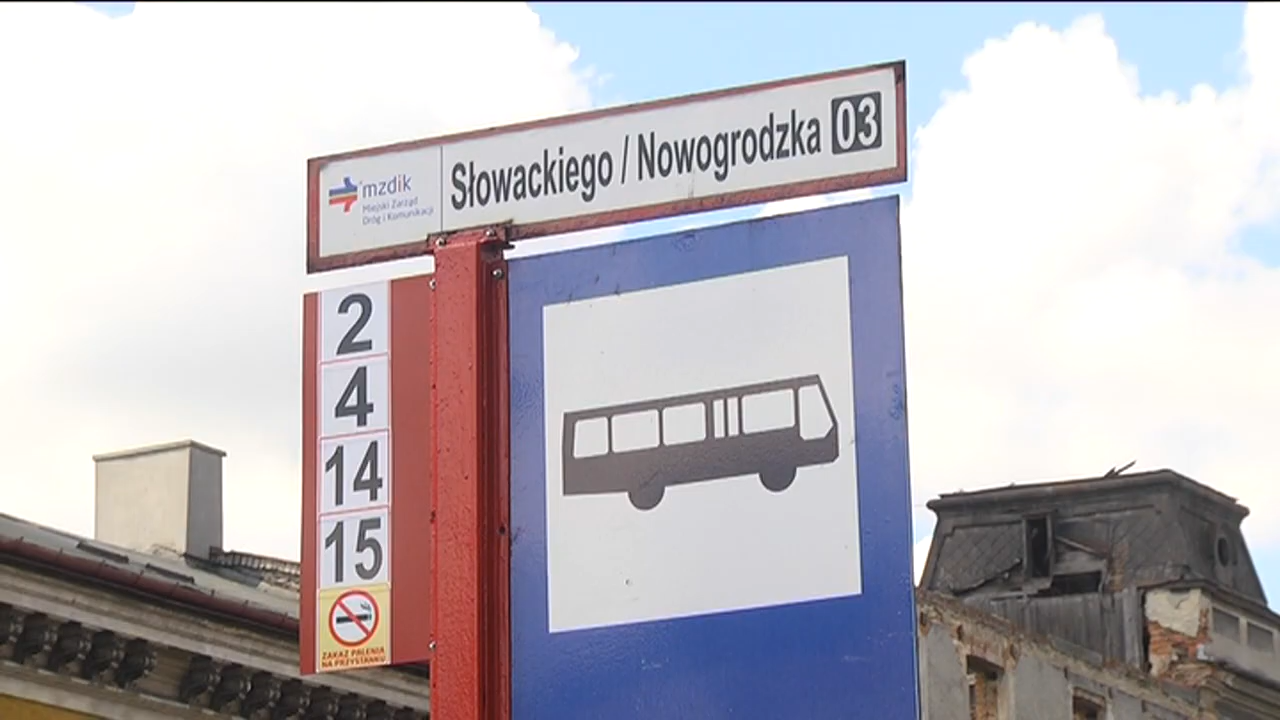 Słowackiego / Nowogrodzka 03
mzdik
Miejski Zarząd
Dróg i Komunikacji
2
4
14
15
ZAKAZ PALENIA
NA PRZYSTANKU